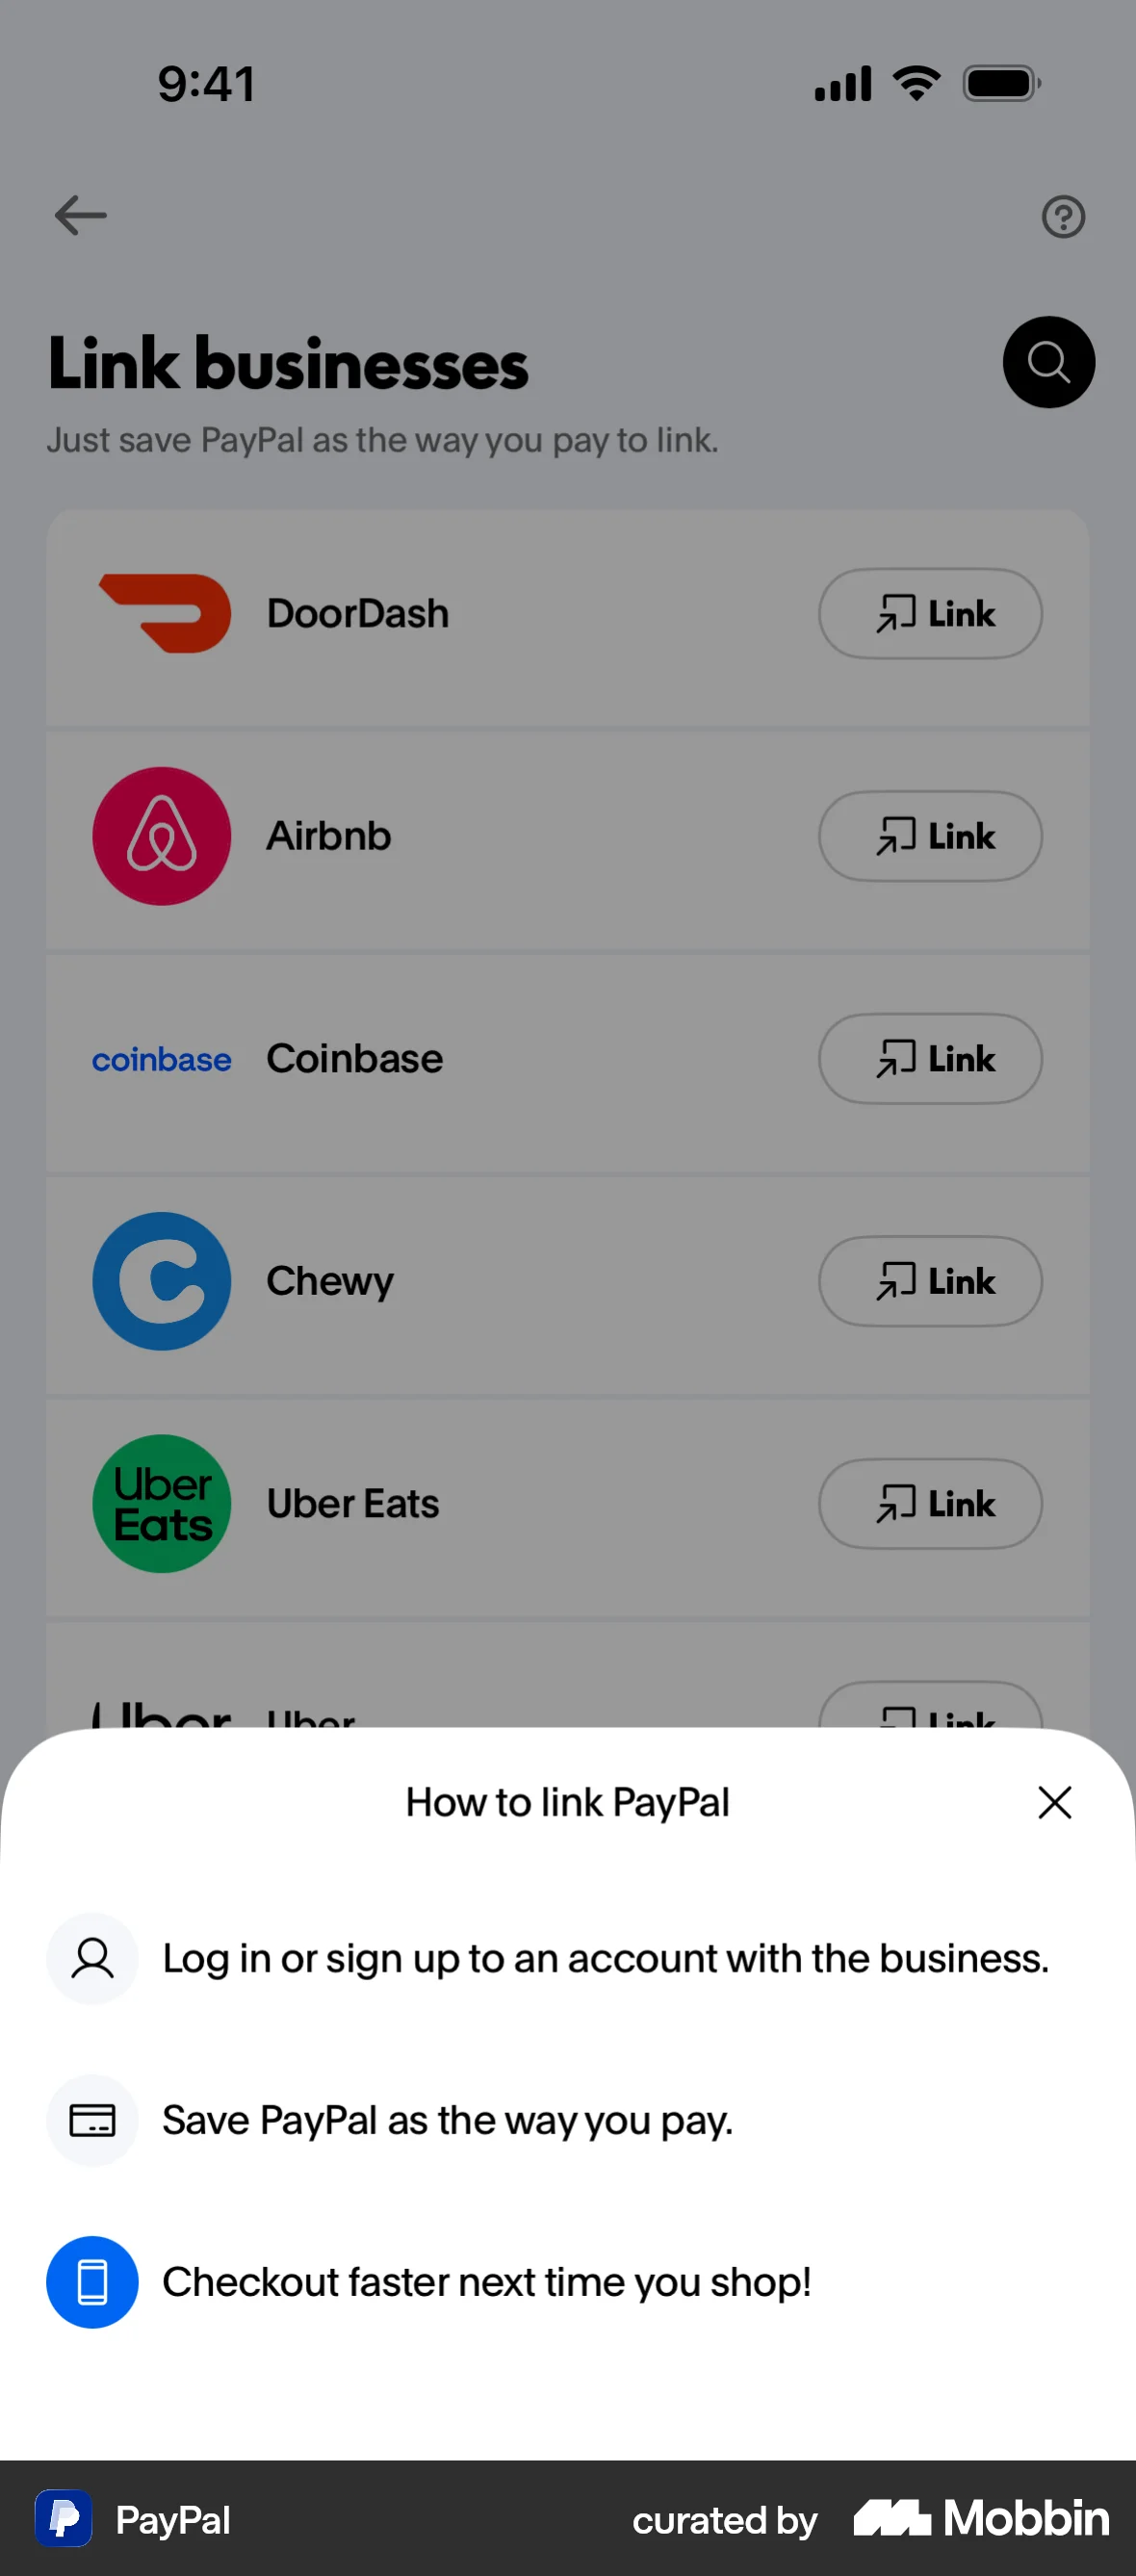 9:41
Link businesses
Just save PayPal as the way you pay to link.
DoorDash
Link
Airbnb
Link
coinbase
Coinbase
Link
Chewy
Link
Uber
Eats
Uber Eats
Link
Uber
Uber
Link
How to link PayPal
Log in or sign up to an account with the business.
Save PayPal as the way you pay.
Checkout faster next time you shop!
PayPal
curated by
Mobbin